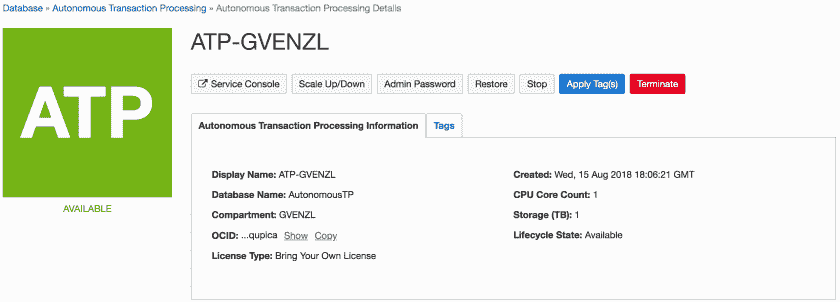 Database » Autonomous Transaction Processing » Autonomous Transaction Processing Details
ATP
AVAILABLE
ATP-GVENZL
Service Console Scale Up/Down Admin Password Restore Stop Apply Tag(s) Terminate
Autonomous Transaction Processing Information Tags
Display Name: ATP-GVENZL Created: Wed, 15 Aug 2018 18:06:21 GMT
Database Name: AutonomousTP CPU Core Count: 1
Compartment: GVENZL Storage (TB): 1
OCID: ...qupica Show Copy Lifecycle State: Available
License Type: Bring Your Own License